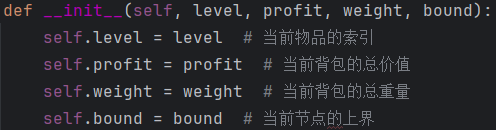 def __init__(self, level, profit, weight, bound):
    self.level = level  # 当前物品的索引
    self.profit = profit  # 当前背包的总价值
    self.weight = weight  # 当前背包的总重量
    self.bound = bound  # 当前节点的上界